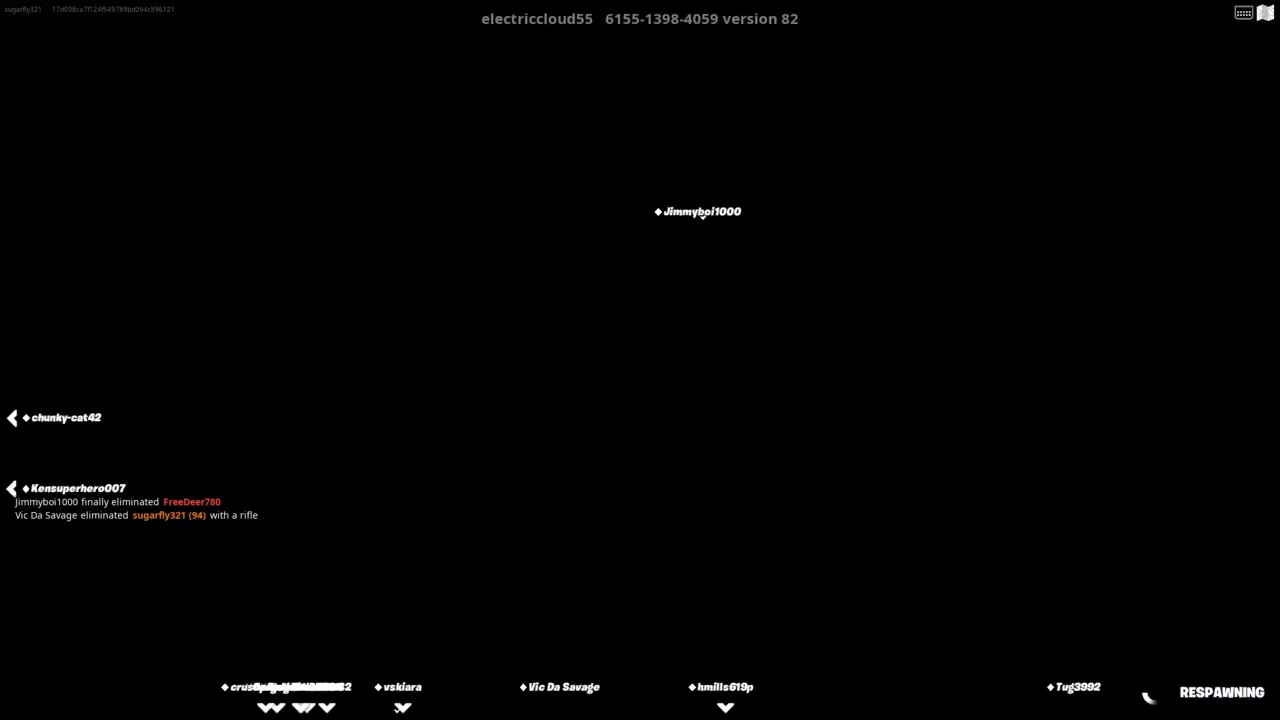 sugarfly321
electriccloud55 6155-1398-4059 version 82
Jimmyboi1000
chunky-cat42
Kensuperhero007
Jimmyboi1000 finally eliminated FreeDeer780
Vic Da Savage eliminated sugarfly321 (94) with a rifle
vskiara
Vic Da Savage
hmills619p
Tug3992
RESPAWNING